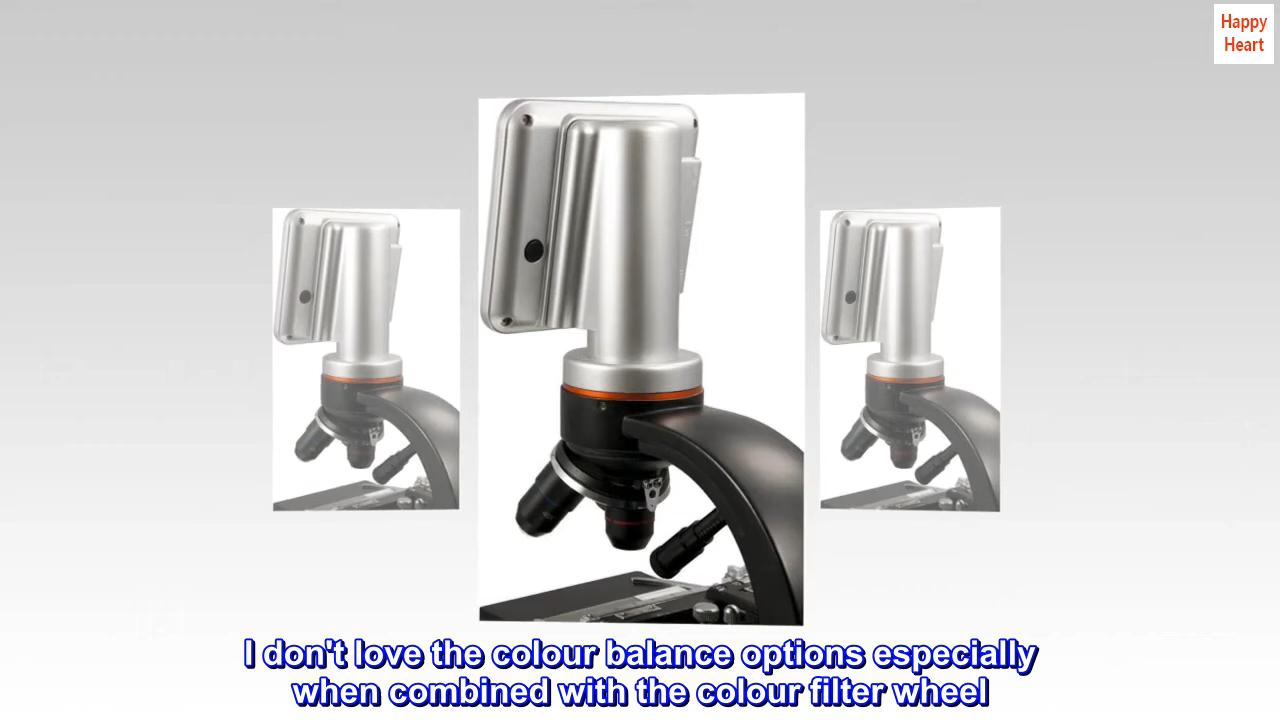 Happy
Heart
I don't love the colour balance options especially
when combined with the colour filter wheel